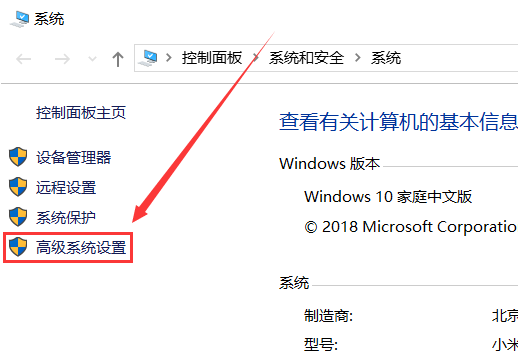 系统
控制面板 系统和安全 系统
控制面板主页
设备管理器
远程设置
系统保护
高级系统设置
查看有关计算机的基本信息
Windows 版本
Windows 10 家庭中文版
© 2018 Microsoft Corporatio
系统
制造商: 北京
型号: 小米